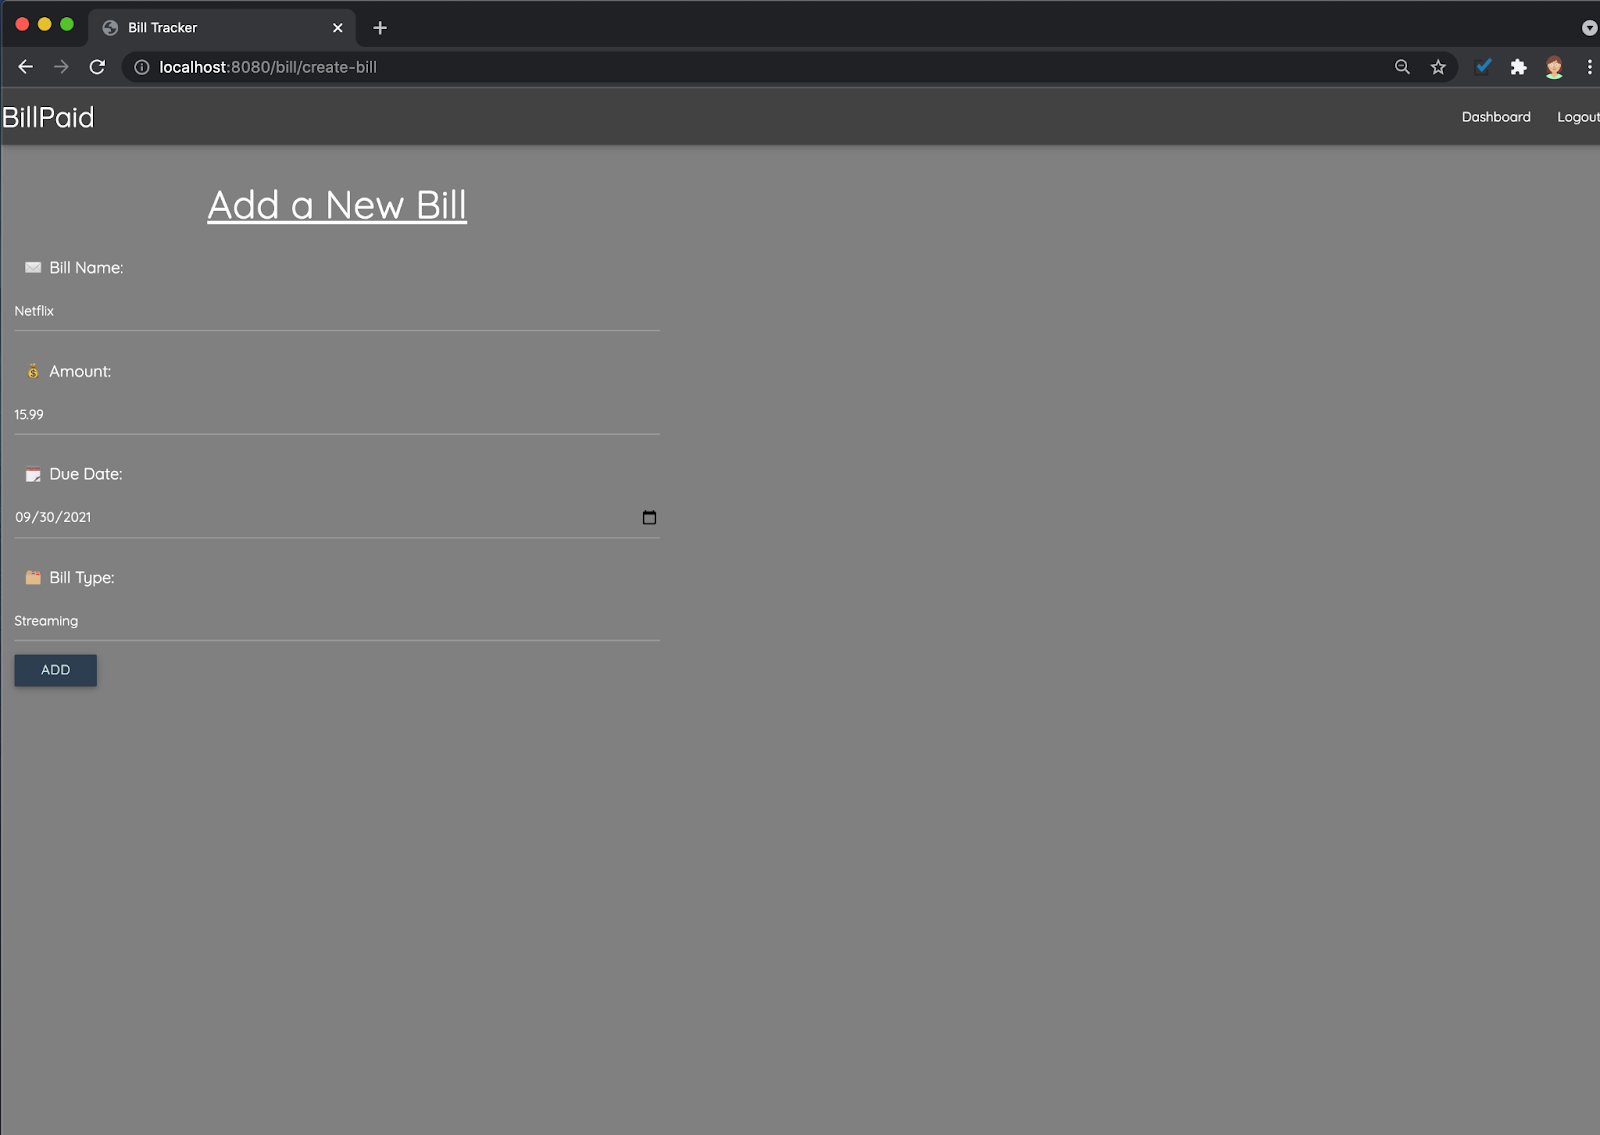 Bill Tracker
localhost:8080/bill/create-bill
BillPaid
Dashboard
Logout
Add a New Bill
Bill Name:
Netflix
Amount:
15.99
Due Date:
09/30/2021
Bill Type:
Streaming
ADD